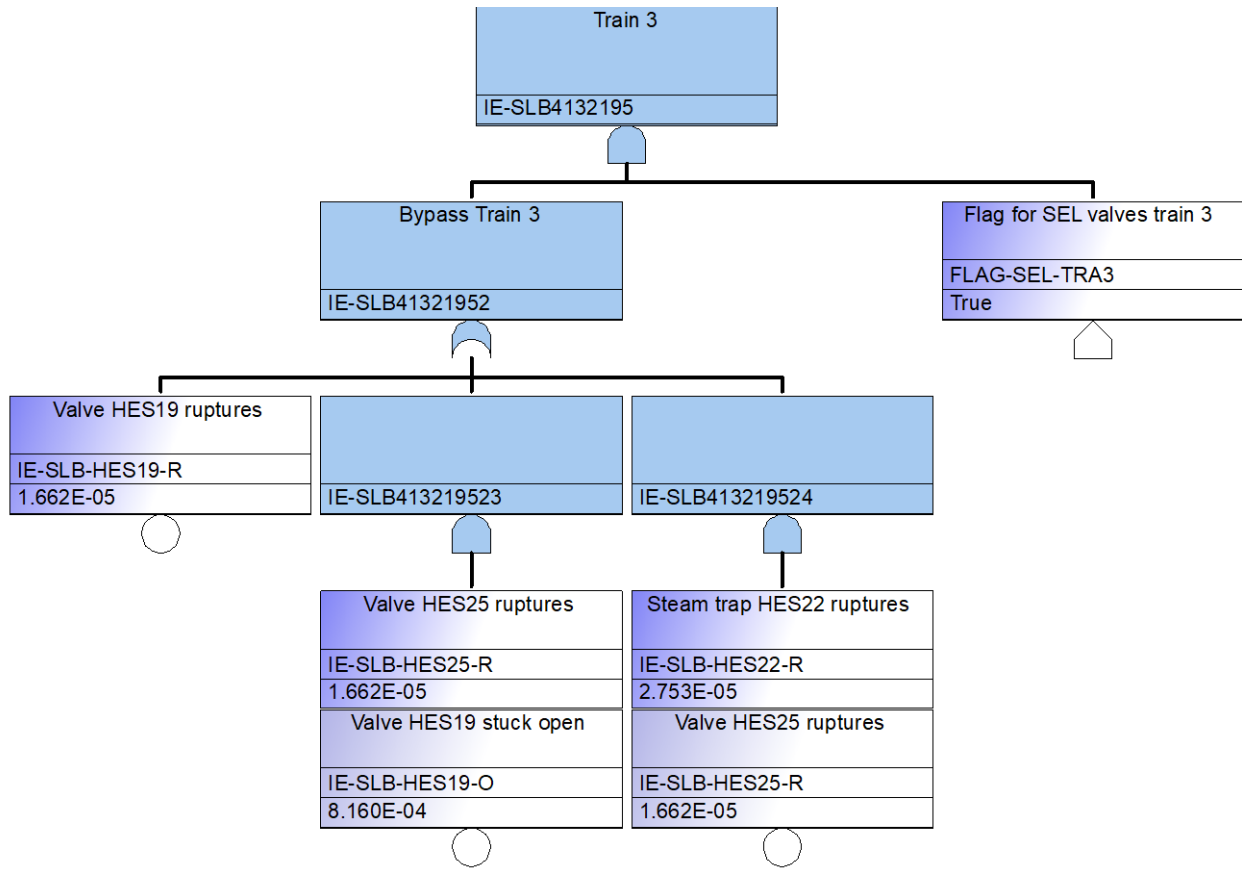 Train 3
IE-SLB4132195
Bypass Train 3
IE-SLB41321952
Flag for SEL valves train 3
FLAG-SEL-TRA3
True
Valve HES19 ruptures
IE-SLB-HES19-R
1.662E-05
IE-SLB413219523
IE-SLB413219524
Valve HES25 ruptures
IE-SLB-HES25-R
1.662E-05
Valve HES19 stuck open
IE-SLB-HES19-O
8.160E-04
Steam trap HES22 ruptures
IE-SLB-HES22-R
2.753E-05
Valve HES25 ruptures
IE-SLB-HES25-R
1.662E-05